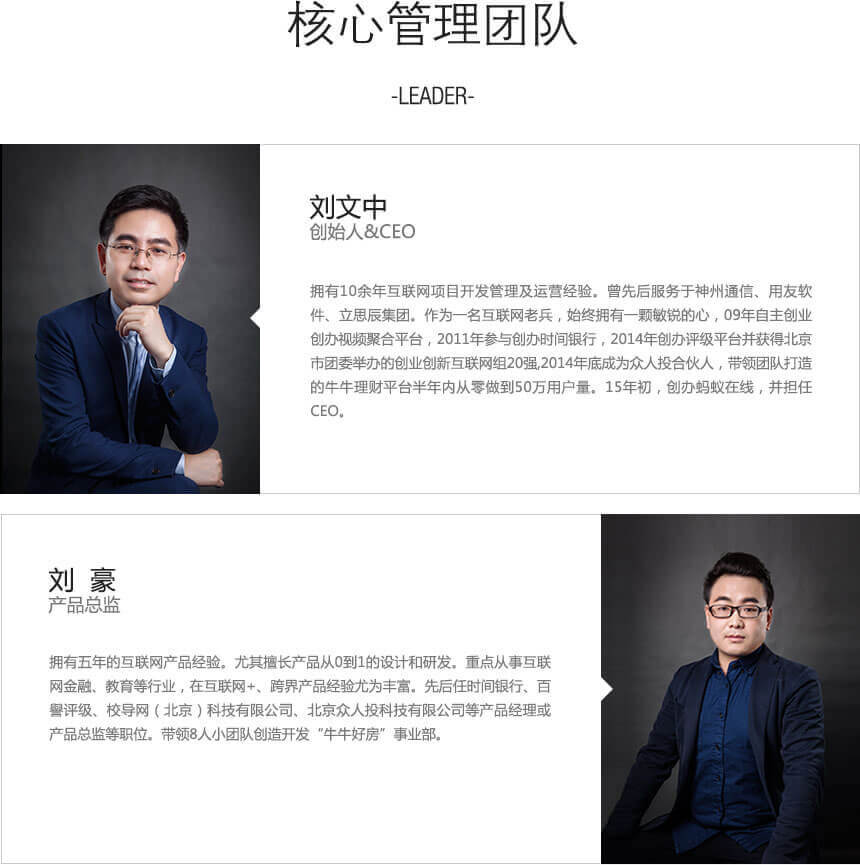 核心管理团队
-LEADER-
刘文中
创始人&CEO
拥有10余年互联网项目开发管理及运营经验。曾先后服务于神州通信、用友软
件、立思辰集团。作为一名互联网老兵，始终拥有一颗敏锐的心，09年自主创业
创办视频聚合平台，2011年参与创办时间银行，2014年创办评级平台并获得北京
市团委举办的创业创新互联网组20强,2014年底成为众人投合伙人，带领团队打造
的牛牛理财平台半年内从零做到50万用户量。15年初，创办蚂蚁在线，并担任
CEO。
刘 豪
产品总监
拥有五年的互联网产品经验。尤其擅长产品从0到1的设计和研发。重点从事互联
网金融、教育等行业，在互联网+、跨界产品经验尤为丰富。先后任时间银行、百
誉评级、校导网（北京）科技有限公司、北京众人投科技有限公司等产品经理或
产品总监等职位。带领8人小团队创造开发“牛牛好房”事业部。